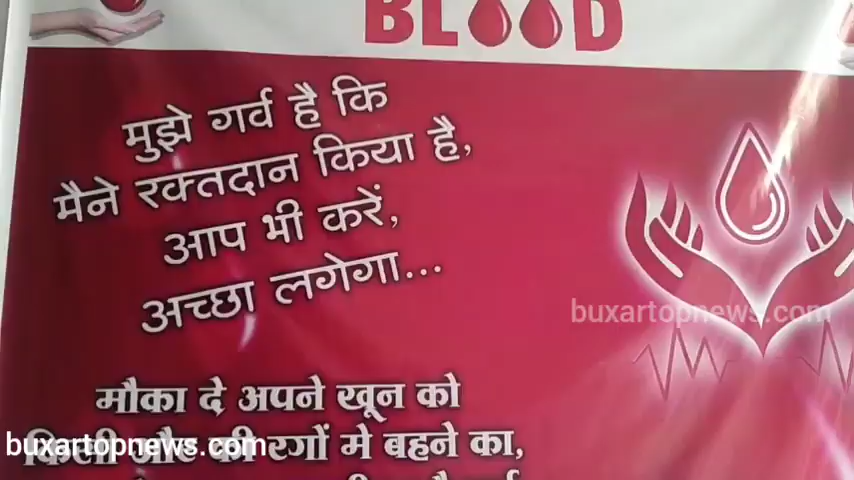 BLOOD
मुझे गर्व है कि
मैने रक्तदान किया है,
आप भी करें,
अच्छा लगेगा...
buxartopnews.com
मौका दे अपने खून को
किसी और की रगों मे बहने का,
buxartopnews.com